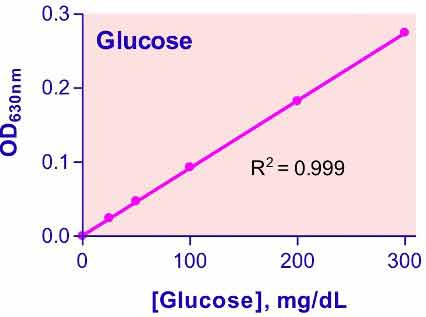 0.3
Glucose
0.2
OD630nm
0.1
R2 = 0.999
0.0
0 100 200 300
[Glucose], mg/dL